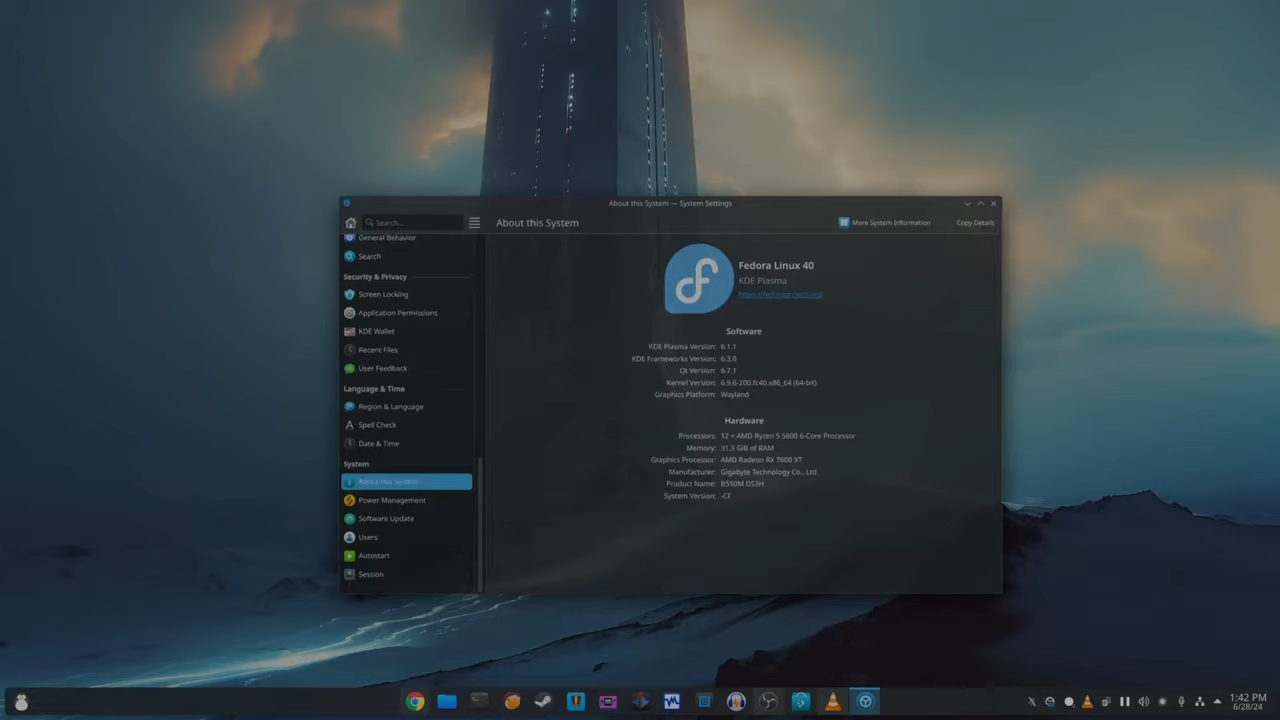 About this System — System Settings
Search...
About this System
More System Information
Copy Details
General Behavior
Search
Security & Privacy
Screen Locking
Application Permissions
KDE Wallet
Recent Files
User Feedback
Language & Time
Region & Language
Spell Check
Date & Time
System
About this System
Power Management
Software Update
Users
Autostart
Session
Fedora Linux 40
KDE Plasma
https://fedoraproject.org/
Software
KDE Plasma Version: 6.1.1
KDE Frameworks Version: 6.3.0
Qt Version: 6.7.1
Kernel Version: 6.9.6-200.fc40.x86_64 (64-bit)
Graphics Platform: Wayland
Hardware
Processors: 12 × AMD Ryzen 5 5600 6-Core Processor
Memory: 31.3 GiB of RAM
Graphics Processor: AMD Radeon RX 7600 XT
Manufacturer: Gigabyte Technology Co., Ltd.
Product Name: B550M DS3H
System Version: -CF
1:42 PM
6/28/24